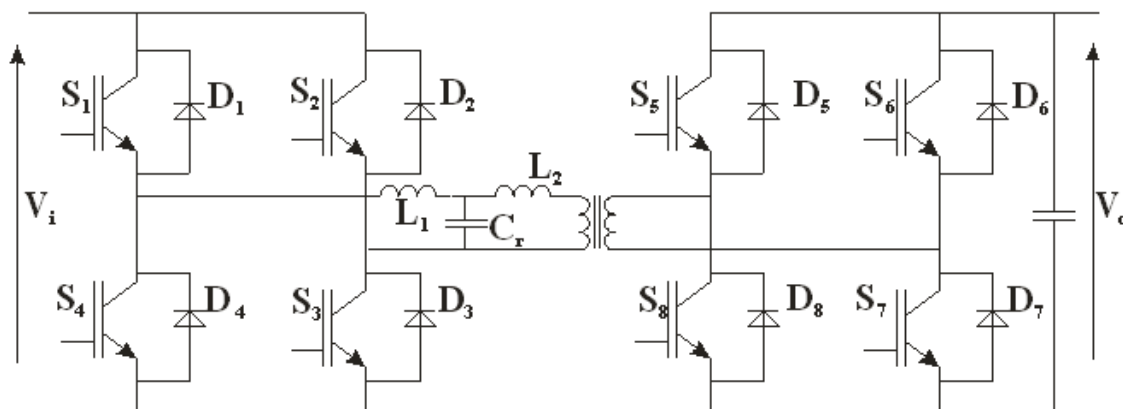 S₁ D₁ S₂ D₂ S₅ D₅ S₆ D₆
Vᵢ L₁ L₂ Cᵣ
S₄ D₄ S₃ D₃ S₈ D₈ S₇ D₇